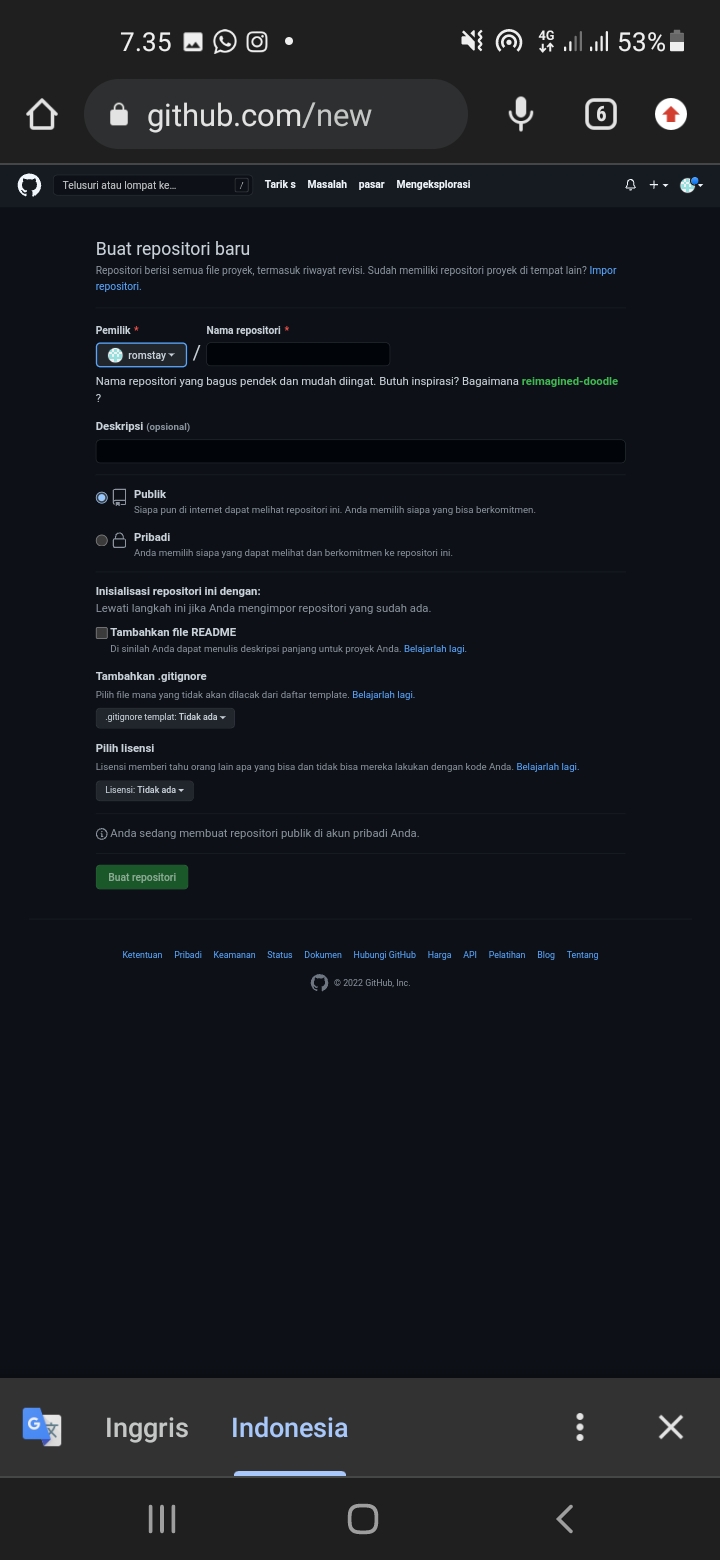 7.35
4G
53%
github.com/new
6
Telusuri atau lompat ke...
/
Tarik s Masalah pasar Mengeksplorasi
Buat repositori baru
Repositori berisi semua file proyek, termasuk riwayat revisi. Sudah memiliki repositori proyek di tempat lain? Impor
repositori.
Pemilik * Nama repositori *
romstay /
Nama repositori yang bagus pendek dan mudah diingat. Butuh inspirasi? Bagaimana reimagined-doodle
?
Deskripsi (opsional)
Publik
Siapa pun di internet dapat melihat repositori ini. Anda memilih siapa yang bisa berkomitmen.
Pribadi
Anda memilih siapa yang dapat melihat dan berkomitmen ke repositori ini.
Inisialisasi repositori ini dengan:
Lewati langkah ini jika Anda mengimpor repositori yang sudah ada.
Tambahkan file README
Di sinilah Anda dapat menulis deskripsi panjang untuk proyek Anda. Belajarlah lagi.
Tambahkan .gitignore
Pilih file mana yang tidak akan dilacak dari daftar template. Belajarlah lagi.
.gitignore templat: Tidak ada
Pilih lisensi
Lisensi memberi tahu orang lain apa yang bisa dan tidak bisa mereka lakukan dengan kode Anda. Belajarlah lagi.
Lisensi: Tidak ada
Anda sedang membuat repositori publik di akun pribadi Anda.
Buat repositori
Ketentuan Pribadi Keamanan Status Dokumen Hubungi GitHub Harga API Pelatihan Blog Tentang
© 2022 GitHub, Inc.
G 文 Inggris Indonesia